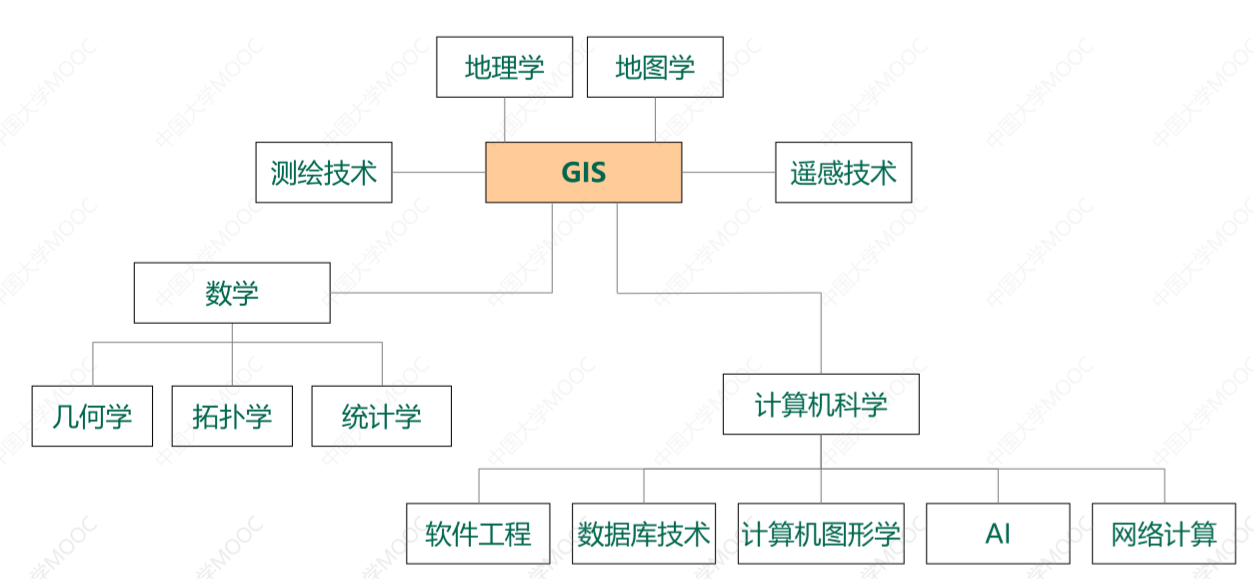 地理学
地图学
测绘技术
GIS
遥感技术
数学
几何学
拓扑学
统计学
计算机科学
软件工程
数据库技术
计算机图形学
AI
网络计算
中国大学MOOC